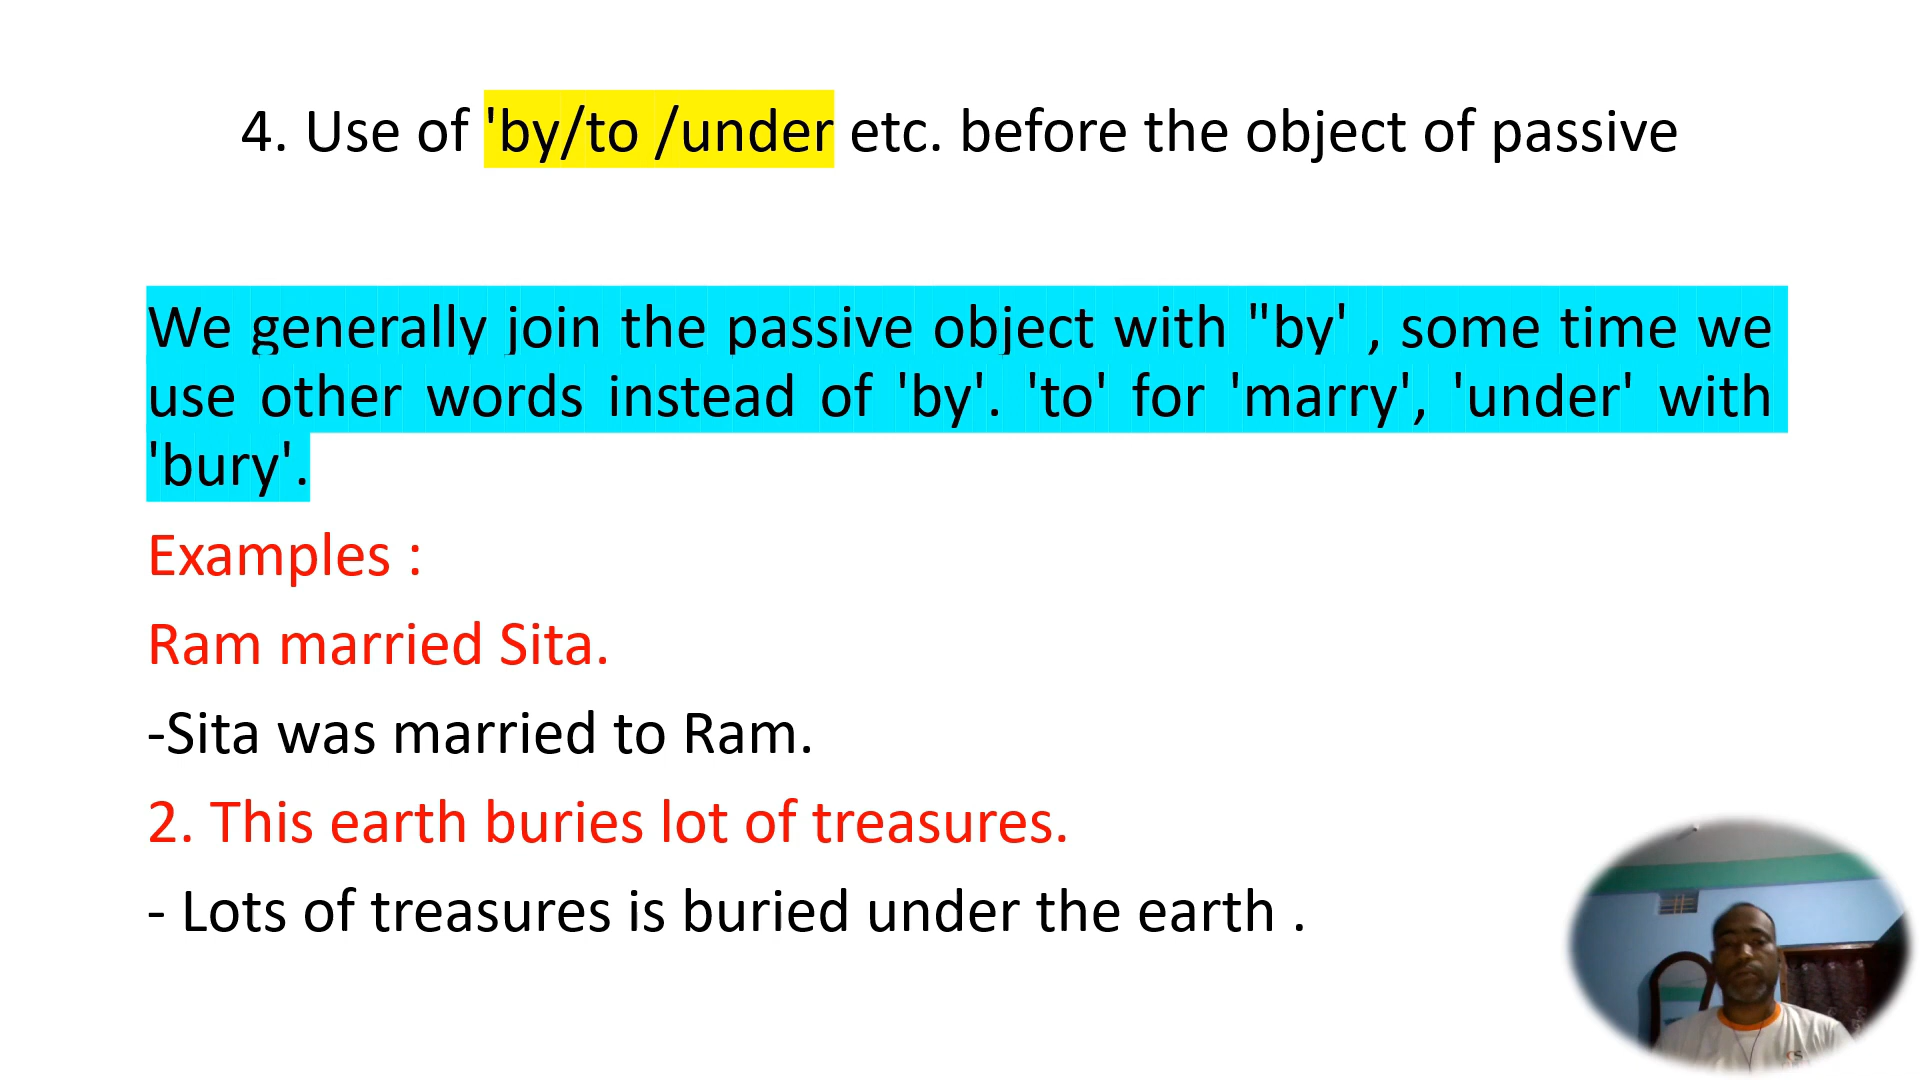 4. Use of 'by/to /under etc. before the object of passive
We generally join the passive object with "by' , some time we
use other words instead of 'by'. 'to' for 'marry', 'under' with
'bury'.
Examples :
Ram married Sita.
-Sita was married to Ram.
2. This earth buries lot of treasures.
- Lots of treasures is buried under the earth .